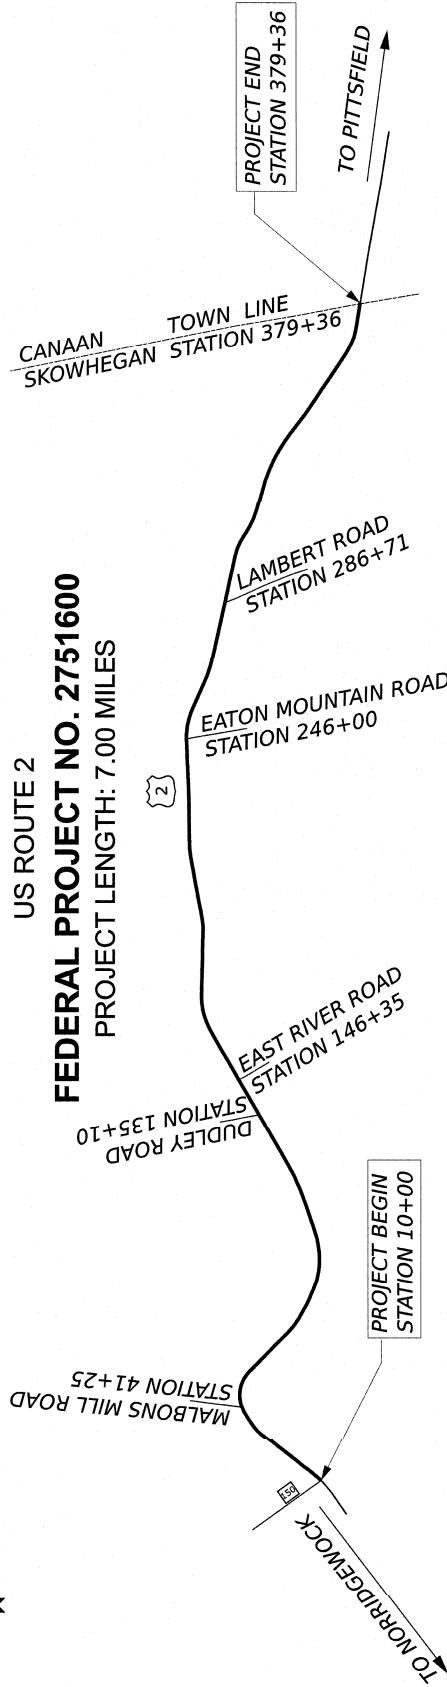 US ROUTE 2
FEDERAL PROJECT NO. 2751600
PROJECT LENGTH: 7.00 MILES
TO NORRIDGEWOCK
150
PROJECT BEGIN
STATION 10+00
MALBONS MILL ROAD
STATION 41+25
DUDLEY ROAD
STATION 135+10
EAST RIVER ROAD
STATION 146+35
2
EATON MOUNTAIN ROAD
STATION 246+00
LAMBERT ROAD
STATION 286+71
CANAAN TOWN LINE
SKOWHEGAN STATION 379+36
PROJECT END
STATION 379+36
TO PITTSFIELD